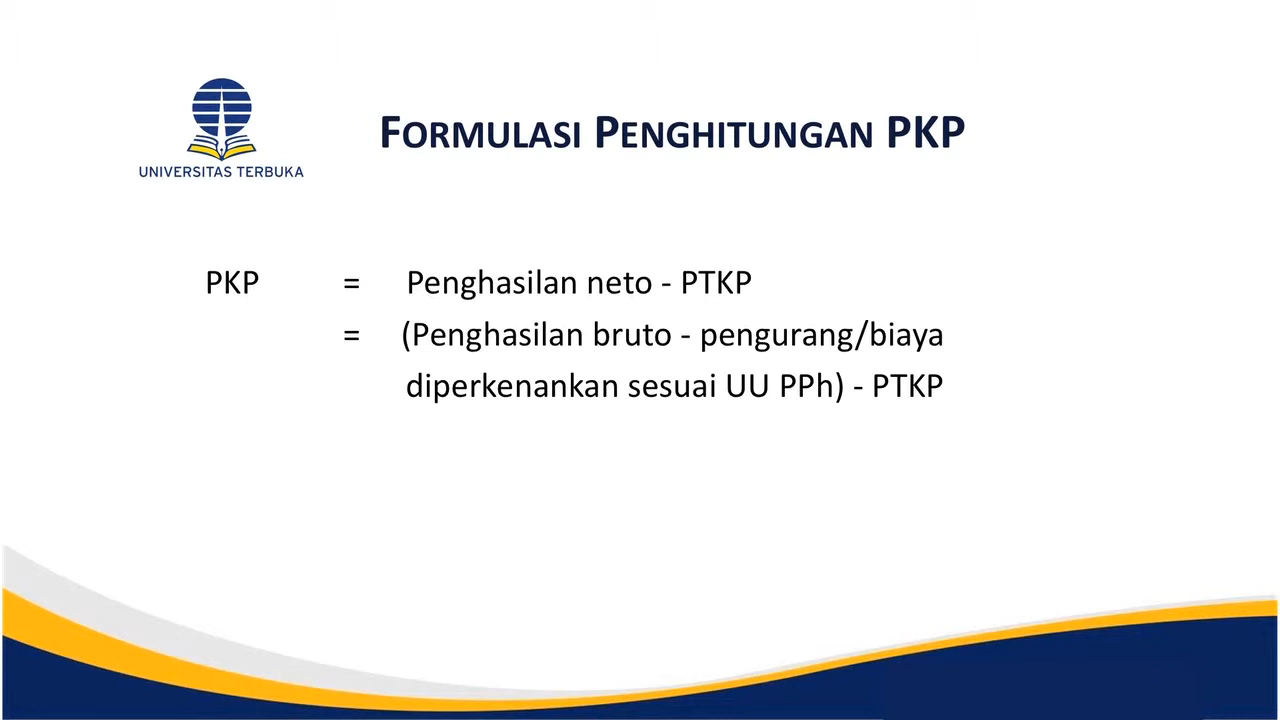 UNIVERSITAS TERBUKA
FORMULASI PENGHITUNGAN PKP
PKP = Penghasilan neto - PTKP
= (Penghasilan bruto - pengurang/biaya
diperkenankan sesuai UU PPh) - PTKP